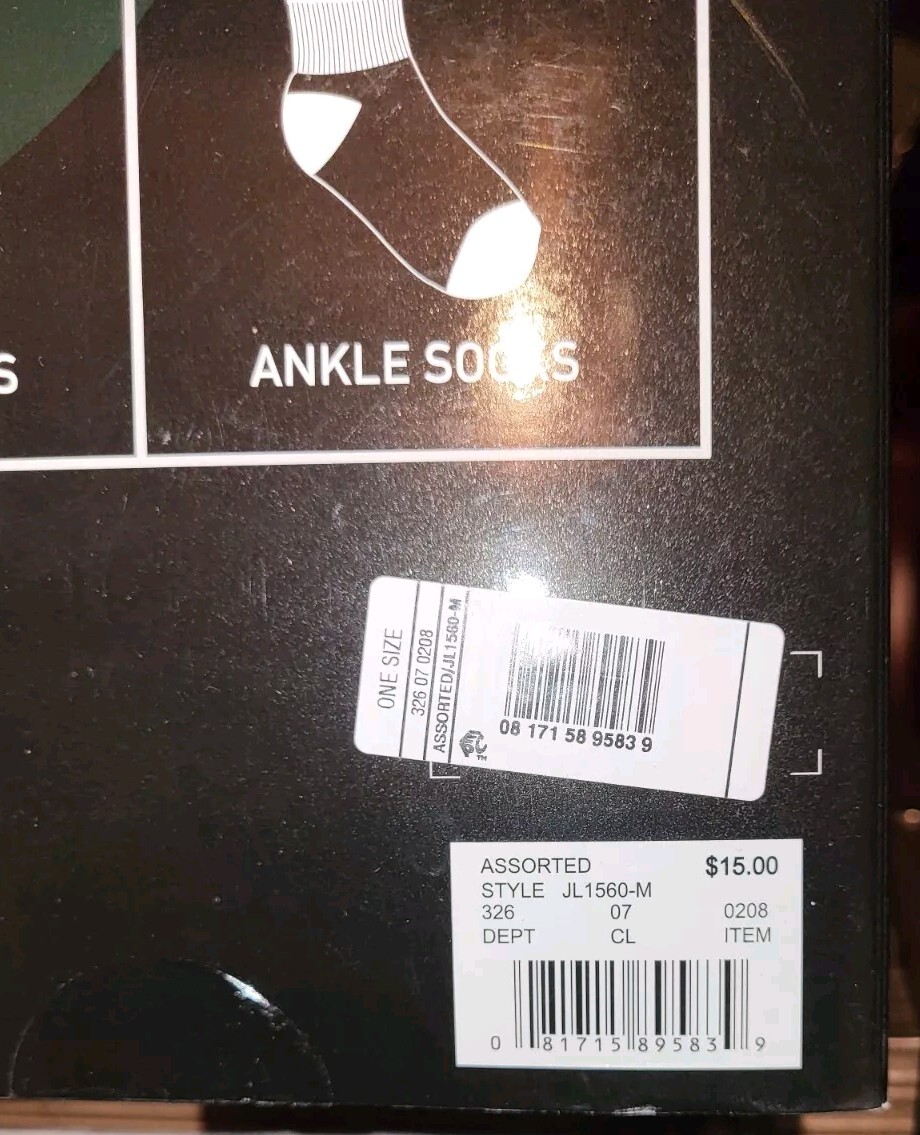 S
ANKLE SOCKS
ONE SIZE
326 07 0208
ASSORTED/JL1560-M
TM
08 171 58 9583 9
ASSORTED $15.00
STYLE JL1560-M
326 07 0208
DEPT CL ITEM
0 81715 89583 9